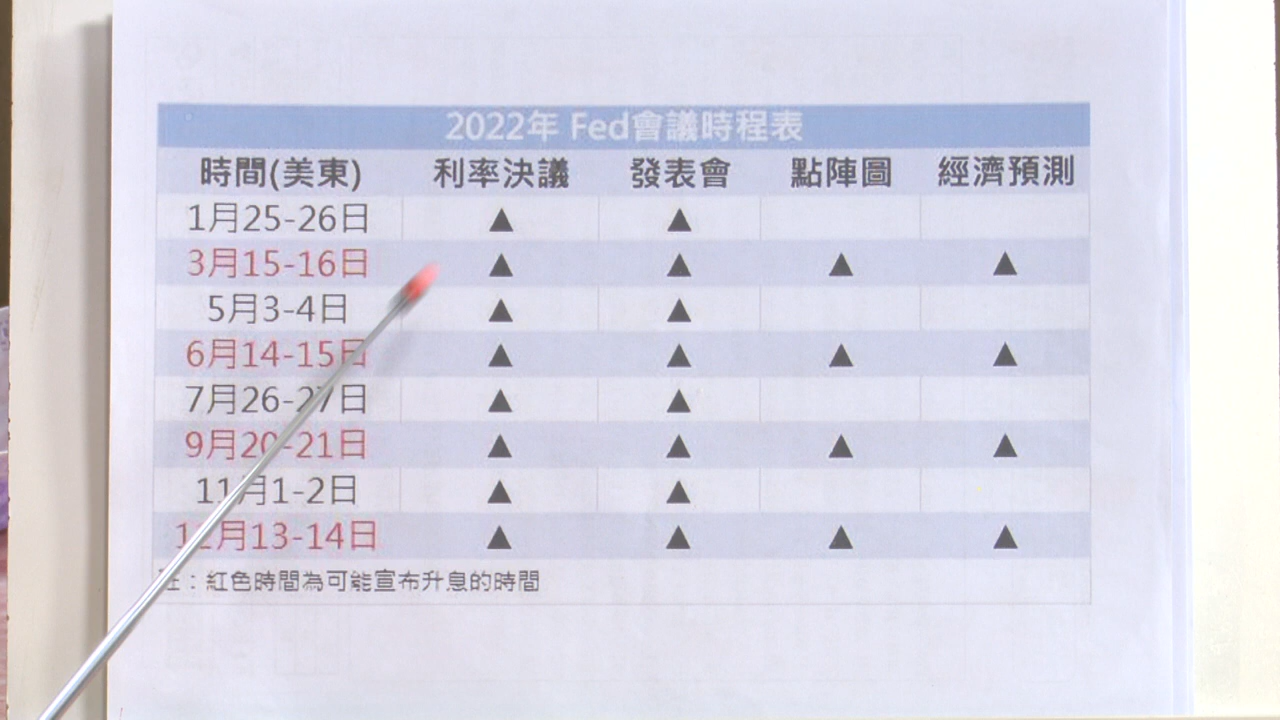 2022年 Fed會議時程表
時間(美東) 利率決議 發表會 點陣圖 經濟預測
1月25-26日 ▲ ▲
3月15-16日 ▲ ▲ ▲ ▲
5月3-4日 ▲ ▲
6月14-15日 ▲ ▲ ▲ ▲
7月26-27日 ▲ ▲
9月20-21日 ▲ ▲ ▲ ▲
11月1-2日 ▲ ▲
12月13-14日 ▲ ▲ ▲ ▲
註：紅色時間為可能宣布升息的時間